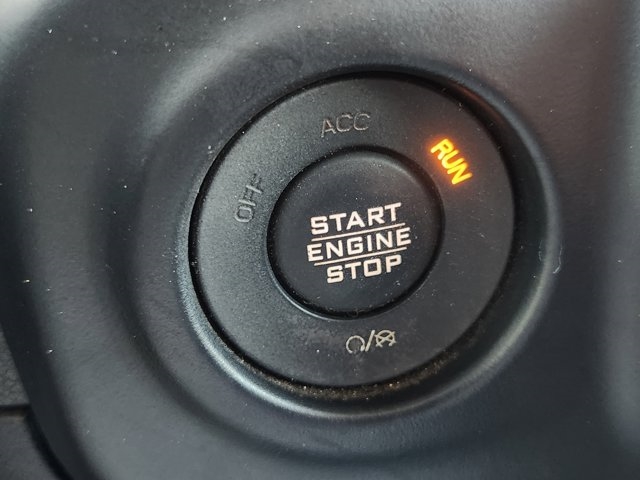 ACC
RUN
OFF
START
ENGINE
STOP